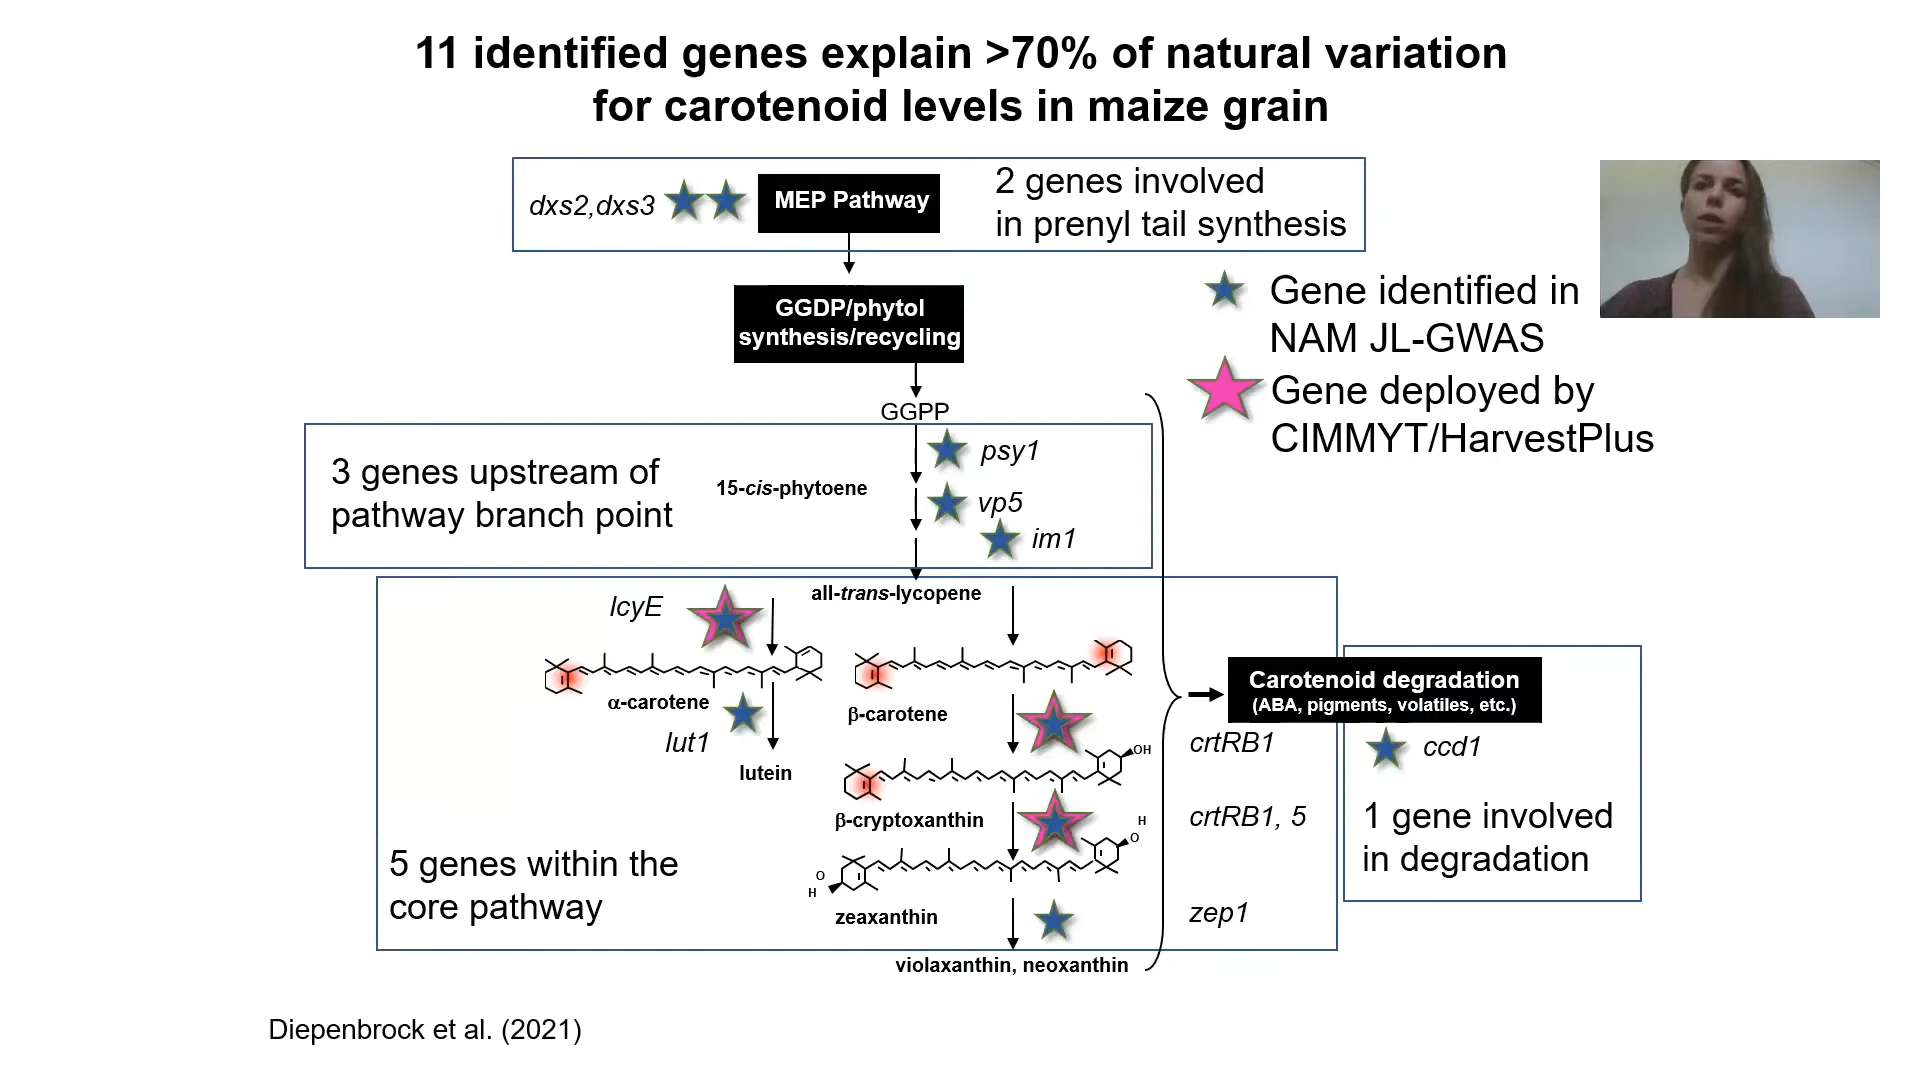 11 identified genes explain >70% of natural variation
for carotenoid levels in maize grain
dxs2,dxs3
MEP Pathway
2 genes involved
in prenyl tail synthesis
GGDP/phytol
synthesis/recycling
Gene identified in
NAM JL-GWAS
Gene deployed by
CIMMYT/HarvestPlus
GGPP
3 genes upstream of
pathway branch point
15-cis-phytoene
psy1
vp5
im1
all-trans-lycopene
lcyE
α-carotene
lut1
lutein
β-carotene
crtRB1
OH
β-cryptoxanthin
crtRB1, 5
H
O
O
H
zeaxanthin
zep1
violaxanthin, neoxanthin
5 genes within the
core pathway
Carotenoid degradation
(ABA, pigments, volatiles, etc.)
ccd1
1 gene involved
in degradation
Diepenbrock et al. (2021)